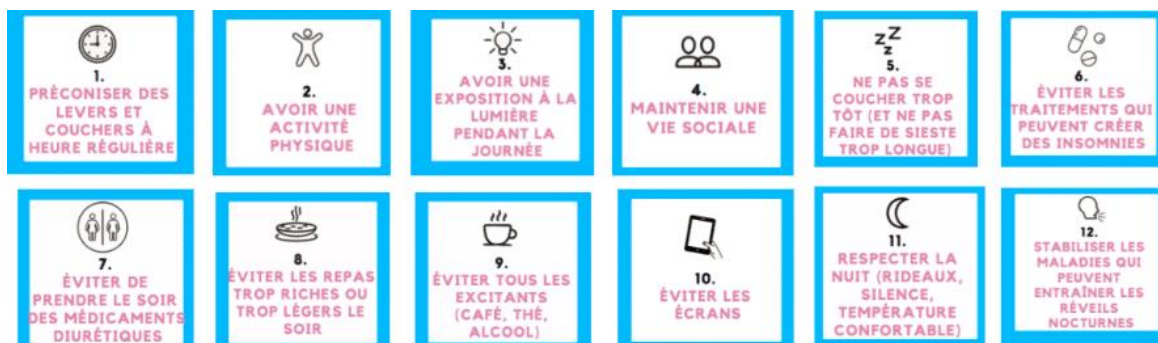 1.
PRÉCONISER DES
LEVERS ET
COUCHERS À
HEURE RÉGULIÈRE
2.
AVOIR UNE
ACTIVITÉ
PHYSIQUE
3.
AVOIR UNE
EXPOSITION À LA
LUMIÈRE
PENDANT LA
JOURNÉE
4.
MAINTENIR UNE
VIE SOCIALE
zzz
5.
NE PAS SE
COUCHER TROP
TÔT (ET NE PAS
FAIRE DE SIESTE
TROP LONGUE)
6.
ÉVITER LES
TRAITEMENTS QUI
PEUVENT CRÉER
DES INSOMNIES
7.
ÉVITER DE
PRENDRE LE SOIR
DES MÉDICAMENTS
DIURÉTIQUES
8.
ÉVITER LES REPAS
TROP RICHES OU
TROP LÉGERS LE
SOIR
9.
ÉVITER TOUS LES
EXCITANTS
(CAFÉ, THÉ,
ALCOOL)
10.
ÉVITER LES
ÉCRANS
11.
RESPECTER LA
NUIT (RIDEAUX,
SILENCE,
TEMPÉRATURE
CONFORTABLE)
12.
STABILISER LES
MALADIES QUI
PEUVENT
ENTRAÎNER LES
RÉVEILS
NOCTURNES